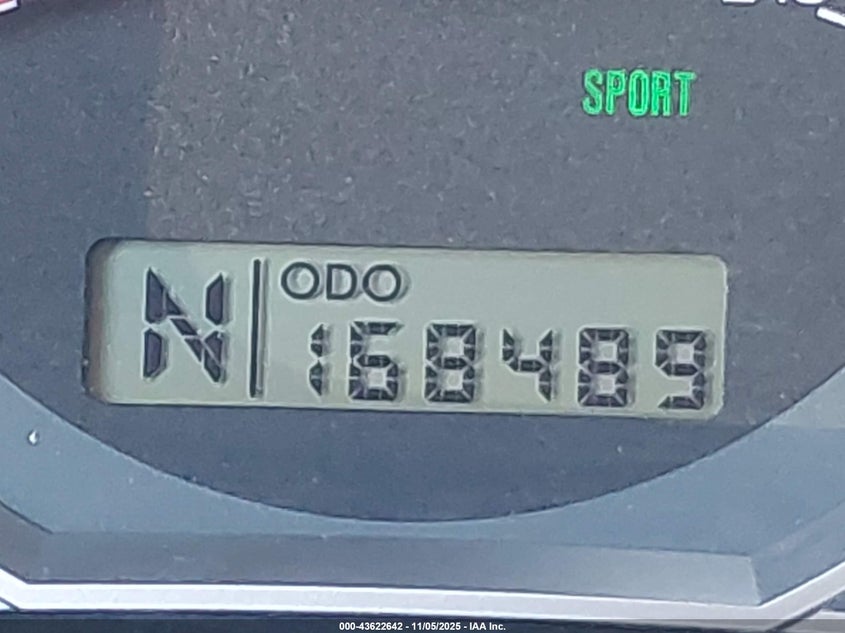 SPORT
N ODO
168489
000-43622642 - 11/05/2025 - IAA Inc.